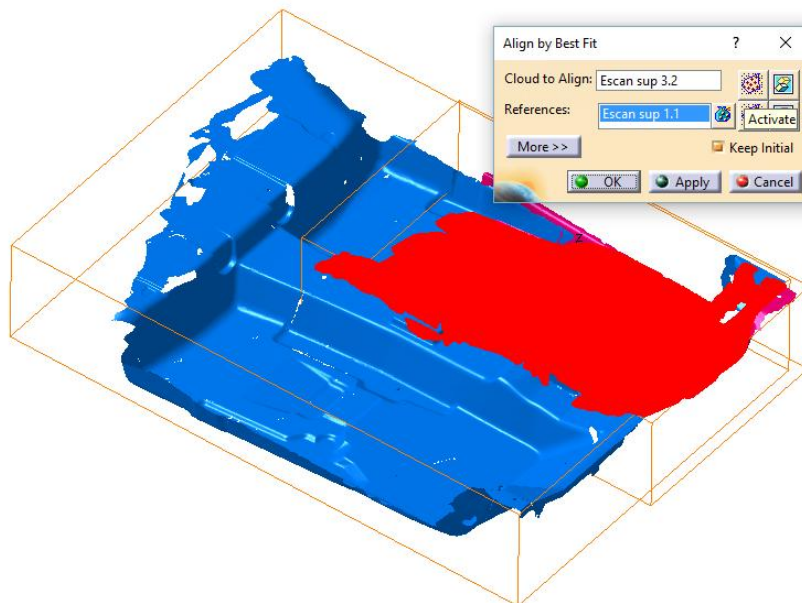 Align by Best Fit ? X
Cloud to Align: Escan sup 3.2
References: Escan sup 1.1
Activate
More >> Keep Initial
OK Apply Cancel
z